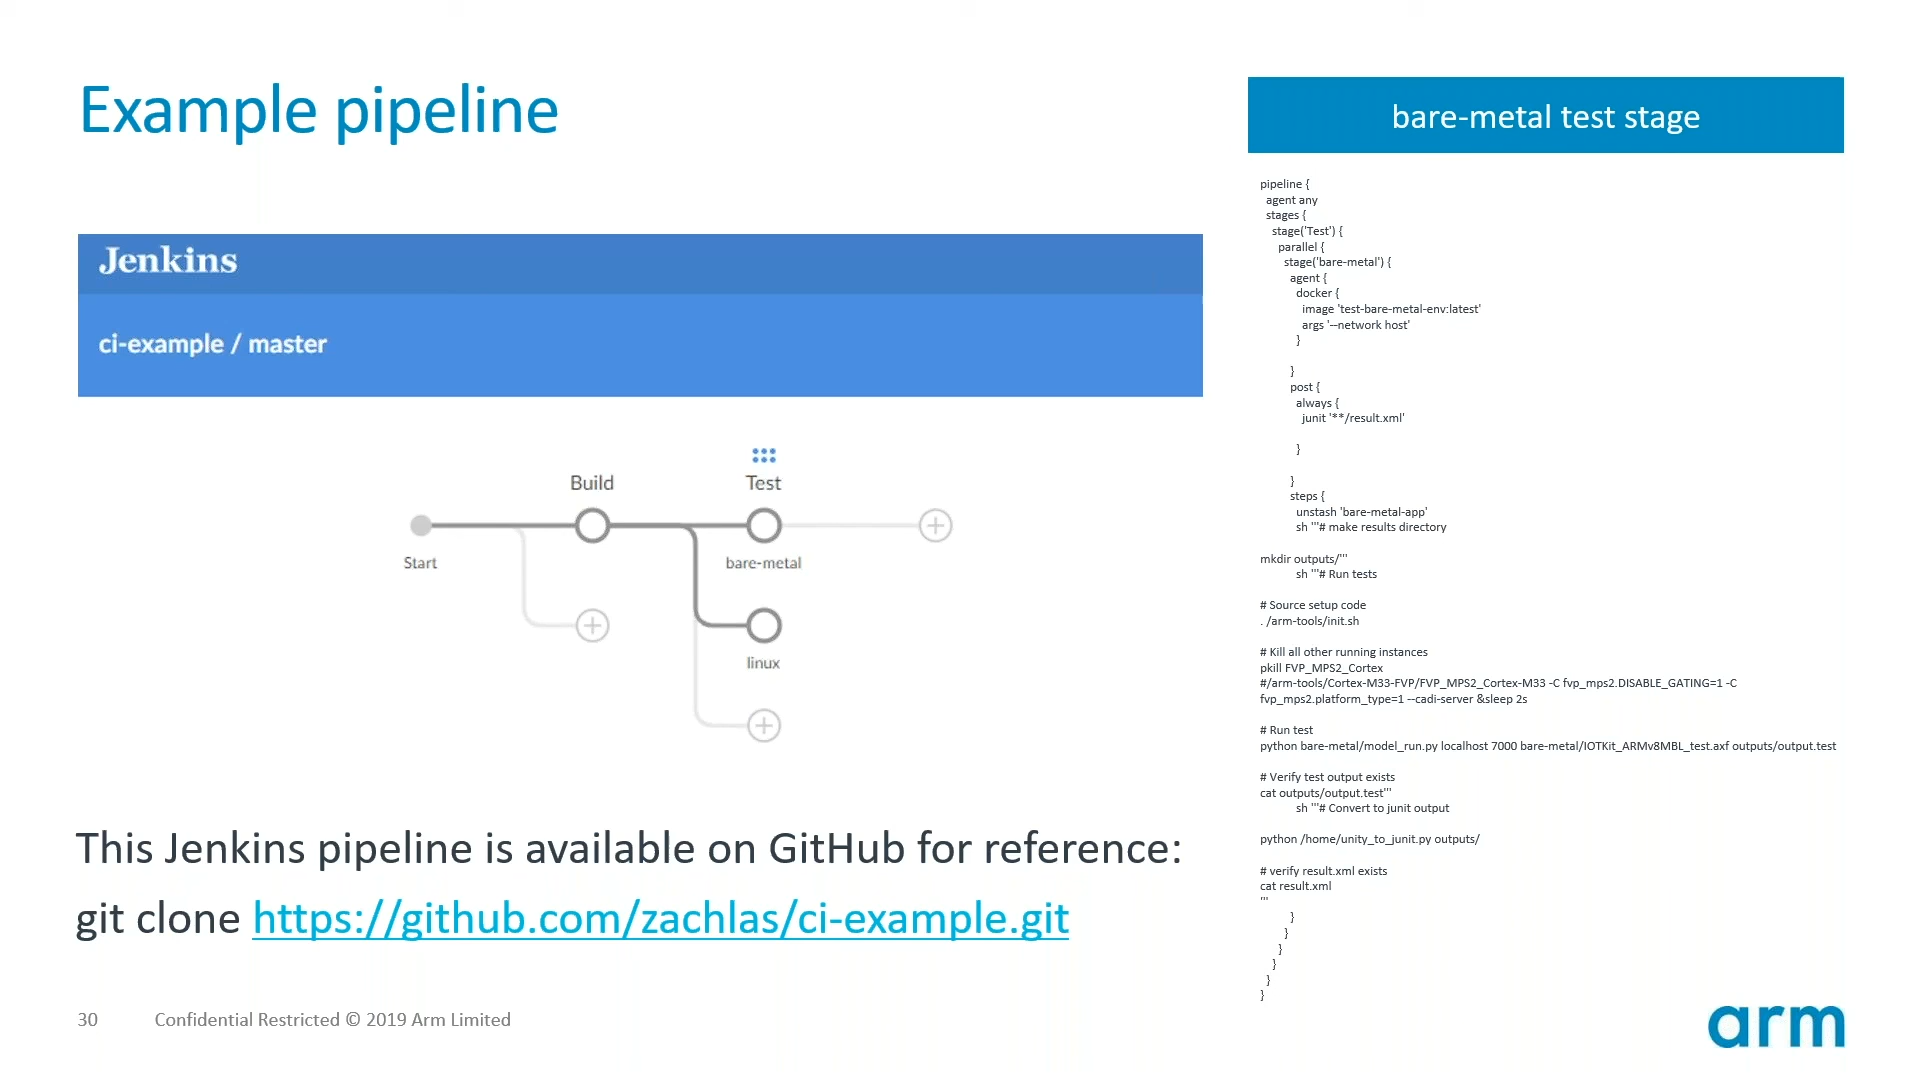 Example pipeline
Jenkins
ci-example / master
Build
Test
Start
bare-metal
linux
This Jenkins pipeline is available on GitHub for reference:
git clone https://github.com/zachlas/ci-example.git
bare-metal test stage
pipeline {
agent any
stages {
stage('Test') {
parallel {
stage('bare-metal') {
agent {
docker {
image 'test-bare-metal-env:latest'
args '--network host'
}
}
post {
always {
junit '**/result.xml'
}
}
steps {
unstash 'bare-metal-app'
sh '''# make results directory
mkdir outputs/'''
sh '''# Run tests
# Source setup code
. /arm-tools/init.sh
# Kill all other running instances
pkill FVP_MPS2_Cortex
#/arm-tools/Cortex-M33-FVP/FVP_MPS2_Cortex-M33 -C fvp_mps2.DISABLE_GATING=1 -C
fvp_mps2.platform_type=1 --cadi-server &sleep 2s
# Run test
python bare-metal/model_run.py localhost 7000 bare-metal/IOTKit_ARMv8MBL_test.axf outputs/output.test
# Verify test output exists
cat outputs/output.test'''
sh '''# Convert to junit output
python /home/unity_to_junit.py outputs/
# verify result.xml exists
cat result.xml
'''
}
}
}
}
}
}
30 Confidential Restricted © 2019 Arm Limited
arm